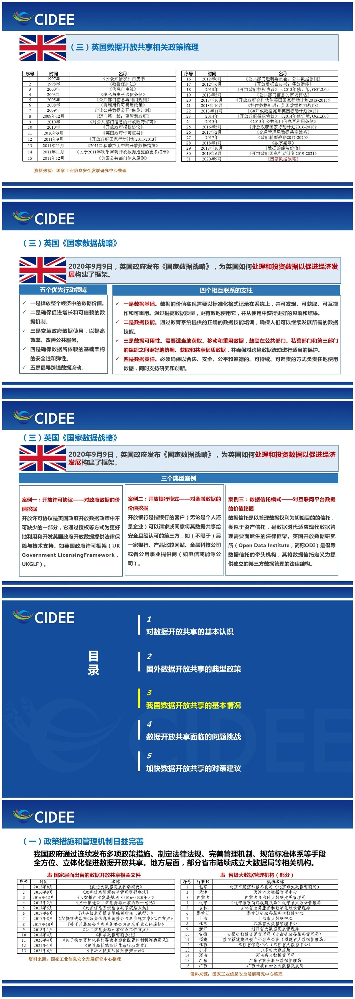 CIDEE
（三）英国数据开放共享相关政策梳理
序号 时间 名称
1 1997年 《公众知情权》白皮书
2 1998年 《数据保护法》
3 2000年 《信息自由法》
4 2003年 《隐私与电子通信条例》
5 2005年 《公共部门信息再利用规则》
6 2008年 《再利用许可费用政策》
7 2009年 《“让公共数据公开”倡导计划》
8 2009年12月 《迈向第一线：更智慧政府》
9 2010年 《对公共部门信息的开放政府许可》
10 2010年 《开放政府授权协议》
11 2010年9月 《英国政府许可框架》
12 2011年9月 《开放政府国家行动计划2011-2013》
13 2011年11月 《2011年秋季声明中的开放数据措施》
14 2011年11月 《关于2011年秋季声明开放数据措施的更多细节》
15 2011年12月 《英国公共部门信息原则》
资料来源：国家工业信息安全发展研究中心整理
序号 时间 名称
16 2012年6月 《公共部门透明委员会：公共数据原则》
17 2012年6月 《开放数据白皮书：释放潜能》
18 2013年 《开放政府授权协议》（2013年修订版, OGL2.0）
19 2013年5月 《公共部门信息的市场评估》
20 2013年10月 《开放政府合作伙伴英国国家行动计划2013-2015》
21 2013年10月 《抓住数据机遇：英国数据能力战略》
22 2013年11月 《G8开放数据宪章英国行动计划2013》
23 2014年 《开放政府授权协议》（2014年修订版, OGL3.0）
24 2015年 《2015年公共部门信息再利用条例》
25 2016年5月 《开放政府国家行动计划2016-2018》
26 2017年2月 《交通管理局数据共享战略》
27 2017年 《政府转型战略2017-2020》
28 2018年1月 《数字宪章》
29 2018年10月 《数据的经济价值》
30 2019年6月 《开放政府国家行动计划2019-2021》
31 2020年9月 《国家数据战略》
CIDEE
（三）英国《国家数据战略》
2020年9月9日，英国政府发布《国家数据战略》，为英国如何处理和投资数据以促进经济发
展构建了框架。
五个优先行动领域
✓ 一是释放整个经济中的数据价值。
✓ 二是确保促进增长和可信赖的数
据机制。
✓ 三是变革政府数据使用，以提高
效率、改善公共服务。
✓ 四是确保数据所依赖的基础架构
的安全性和弹性。
✓ 五是倡导跨境数据流动。
四个相互联系的支柱
✓ 一是数据基础。数据的价值实现需要以标准化格式记录在系统上，并可发现、可获取、可互操
作和可重用。通过提高数据质量，更有效地使用它，并从使用中获得更好的见解和结果。
✓ 二是数据技能。通过教育系统提供的正确的数据技能培训，确保人们可以继续发展所需的数据
技能。
✓ 三是数据可用性。需要适当地获取、移动和重用数据，鼓励在公共部门、私营部门和第三部门
的组织之间更好地协调、获取和共享优质数据，并确保对跨境数据流动进行适当的保护。
✓ 四是数据责任。必须确保以合法、安全、公平和道德的、可持续、可追责的方式负责任地使用
数据，同时支持研究和创新。
CIDEE
（三）英国《国家数据战略》
2020年9月9日，英国政府发布《国家数据战略》，为英国如何处理和投资数据以促进经济
发展构建了框架。
三个典型案例
案例一：开放许可协议——对政府数据的价
值挖掘
开放许可协议是英国政府开放数据政策中不
可缺少的一部分，它通过授权等方式为更好
地利用和开发英国政府开放数据提供法律保
障与技术支持。如英国政府许可框架（UK
Government LicensingFramework，
UKGLF）。
案例二：开放银行模式——对金融数据的
价值挖掘
开放银行是指银行的客户（无论是个人还
是企业）可以请求或同意将其数据共享给
安全且经认可的第三方，如（不限于）另
一家银行、产品比较网站、金融科技公司
或者公用事业提供商（如电信或能源公
司）。
案例三：数据信托模式——对互联网平台数据
的价值挖掘
数据信托是以管理数据权利为初始目的的信托，
类似于资产信托，是数据时代适应现代数据管
理需要而诞生的法律框架。英国开放数据研究
所（Open Data Institute，简称ODI）是倡导
数据信托的牵头机构，其将数据信托定义为提
供独立的第三方数据管理的法律结构。
CIDEE
目录
1
对数据开放共享的基本认识
2
国外数据开放共享的典型政策
3
我国数据开放共享的基本情况
4
数据开放共享面临的问题挑战
5
加快数据开放共享的对策建议
CIDEE
CIDEE
（一）政策措施和管理机制日益完善
我国政府通过连续发布多项政策措施、制定法律法规、完善管理机制、规范标准体系等手段
全方位、立体化促进数据开放共享。地方层面，部分省市陆续成立大数据局等相关机构。
表 国家层面出台的数据开放共享相关文件
序号 时间 名称
1 2015年8月 《促进大数据发展行动纲要》
2 2016年9月 《政务信息资源共享管理暂行办法》
3 2016年12月 《大数据产业发展规划（2016-2020年）》
4 2017年2月 《关于推进公共信息资源开放的若干意见》
5 2017年5月 《政务信息系统整合共享实施方案》
6 2017年6月 《政务信息资源目录编制指南（试行）》
7 2017年8月 《加快推进落实<政务信息系统整合共享实施方案>工作方案》
8 2017年10月 《关于开展政务信息系统整合共享应用试点的通知》
9 2018年1月 《公共信息资源开放试点工作方案》
10 2018年4月 《科学数据管理办法》
11 2020年4月 《关于构建更加完善的要素市场化配置体制机制的意见》
12 2021年1月 《建设高标准市场体系行动方案》
13 2021年6月 《中华人民共和国数据安全法》
资料来源：国家工业信息安全发展研究中心整理
表 省级大数据管理机构（部分）
序号 行政区 机构名称
1 北京 北京市经济和信息化局（北京市大数据管理局）
2 天津 天津市大数据管理中心
3 内蒙古 内蒙古自治区大数据发展管理局
4 辽宁 （辽宁省营商环境建设局）辽宁省大数据管理局
5 吉林 吉林省政务服务和数字化建设管理局
6 黑龙江 黑龙江省政务服务大数据中心
7 上海 上海市大数据中心
8 江苏 江苏省大数据管理中心
9 浙江 浙江省大数据发展管理局
10 安徽 安徽省数据资源管理局（安徽省政务服务管理局）
11 福建 数字福建建设领导小组办公室（福建省大数据管理局）
12 江西 江西省信息中心（江西省大数据中心）
13 山东 山东省大数据局
14 河南 河南省大数据管理局
15 广东 广东省政务服务数据管理局
16 广西 广西壮族自治区大数据发展局
资料来源：国家工业信息安全发展研究中心整理